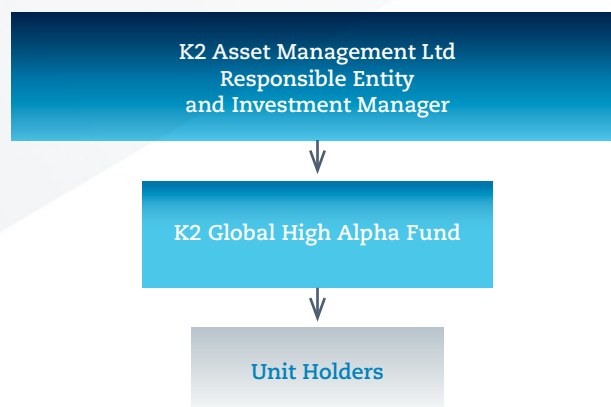 K2 Asset Management Ltd
Responsible Entity
and Investment Manager
K2 Global High Alpha Fund
Unit Holders